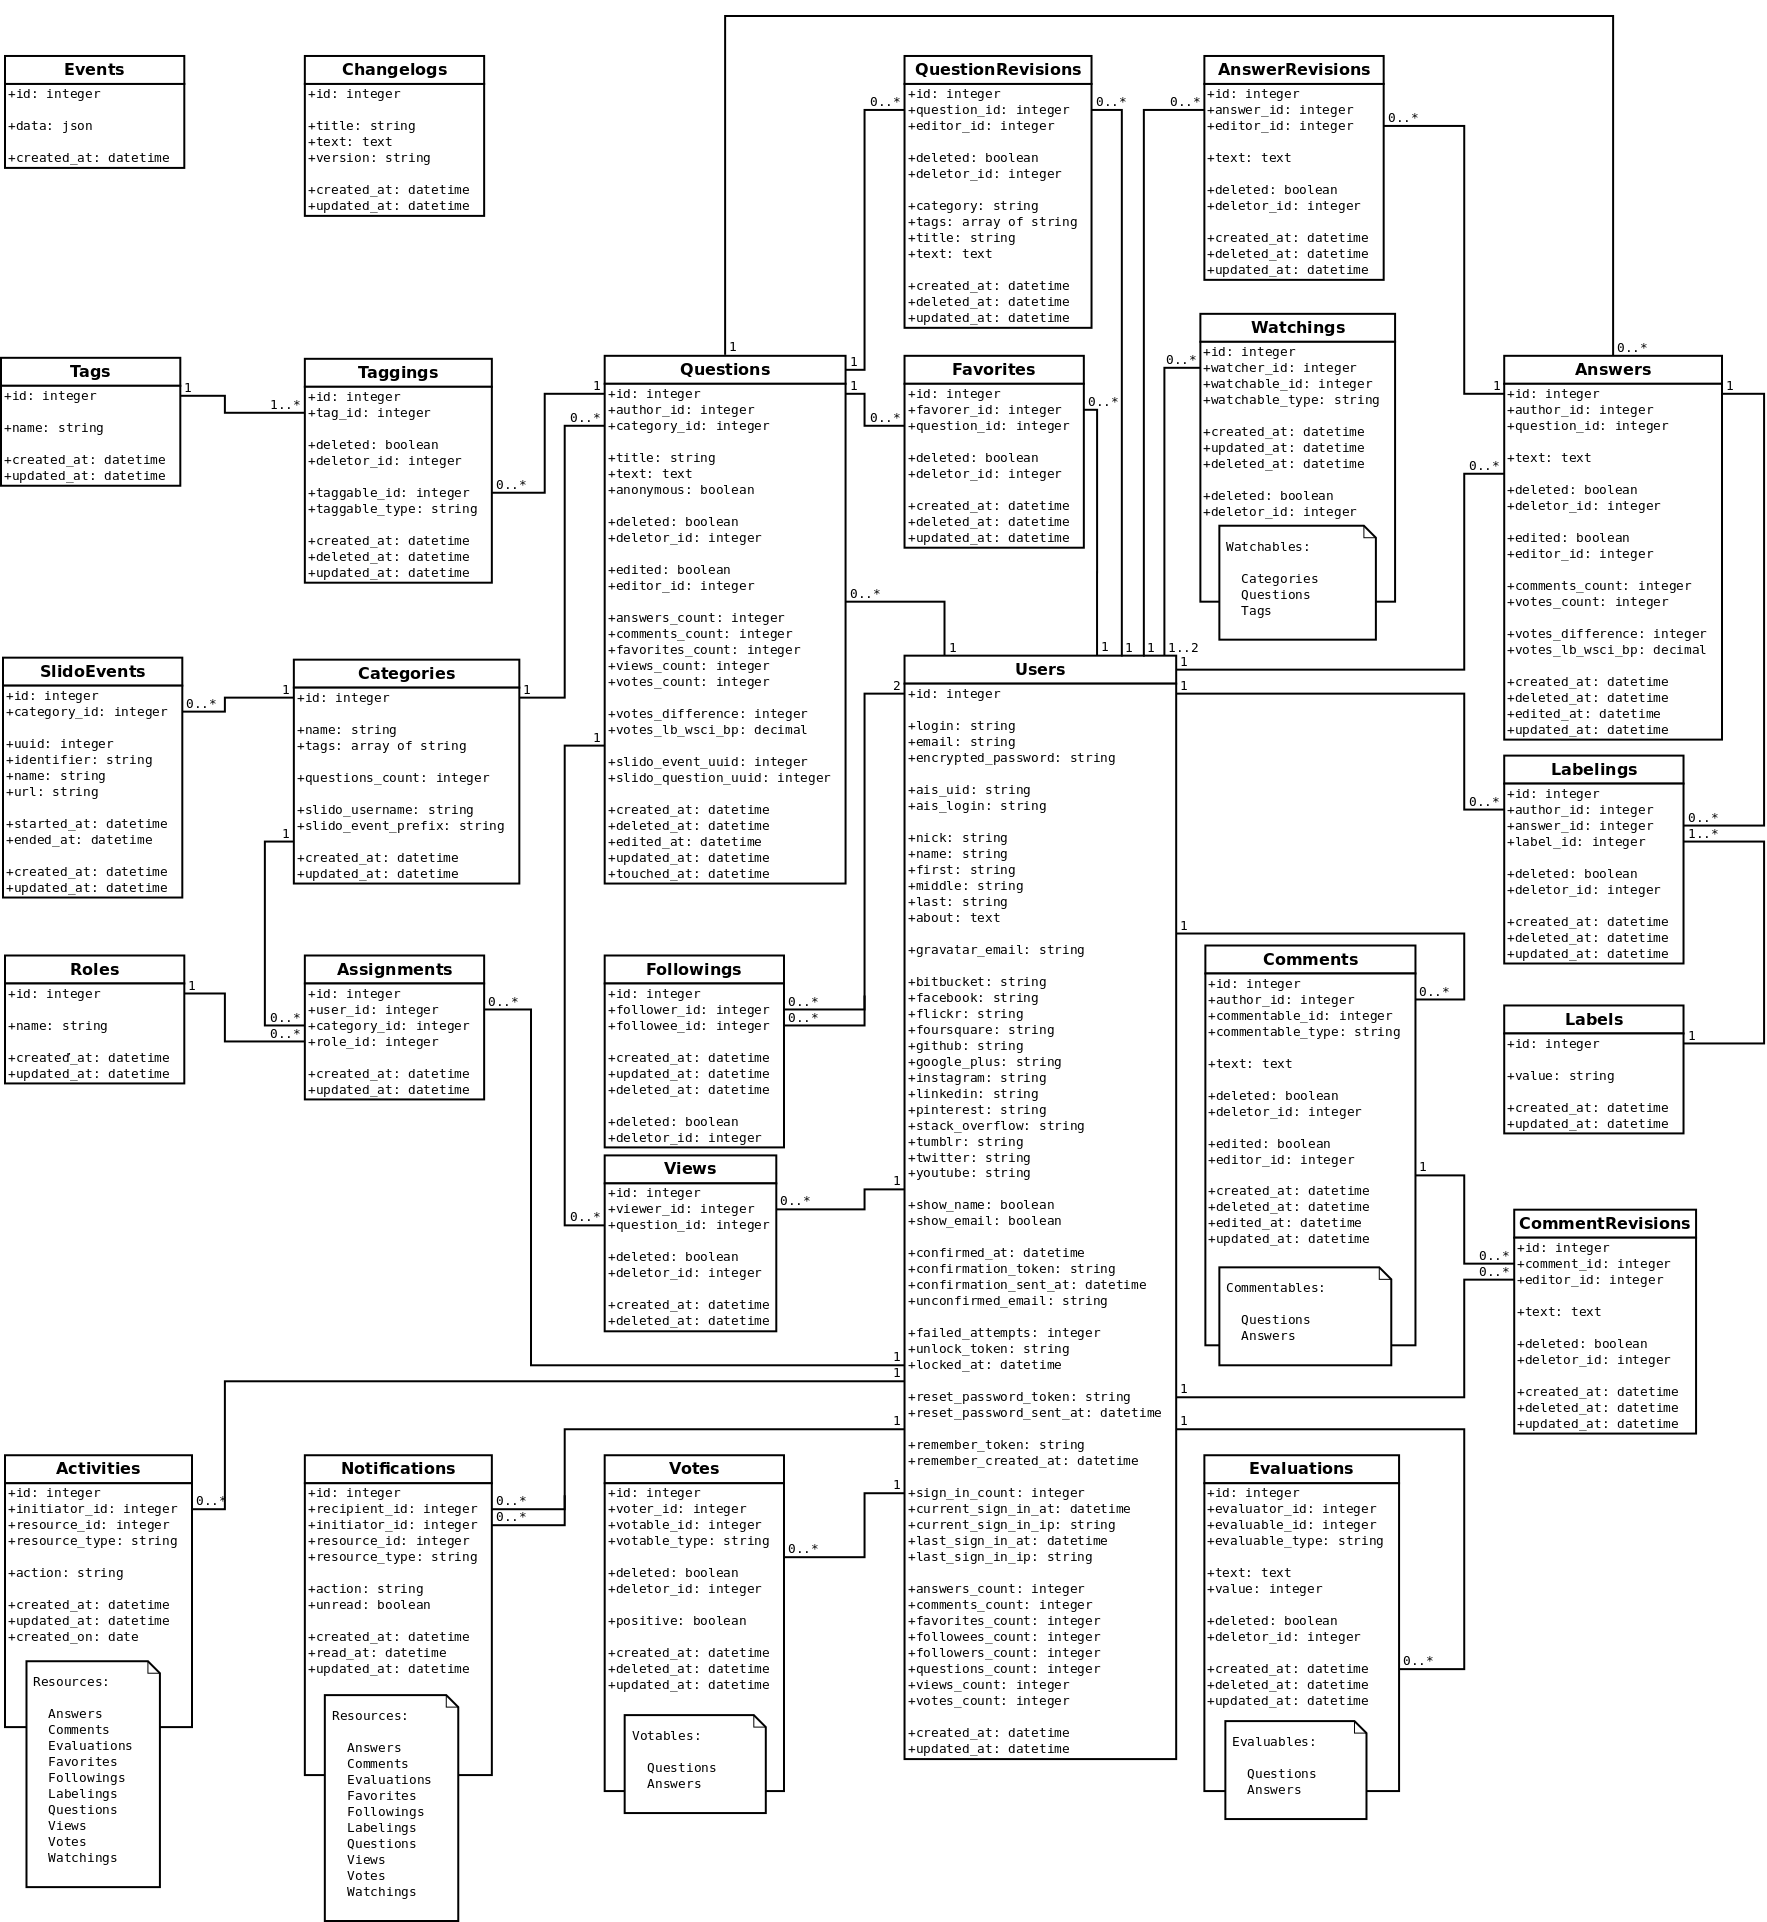 Events
+id: integer
+data: json
+created_at: datetime
Changelogs
+id: integer
+title: string
+text: text
+version: string
+created_at: datetime
+updated_at: datetime
QuestionRevisions
+id: integer
+question_id: integer
+editor_id: integer
+deleted: boolean
+deletor_id: integer
+category: string
+tags: array of string
+title: string
+text: text
+created_at: datetime
+deleted_at: datetime
+updated_at: datetime
0..*
0..*
AnswerRevisions
+id: integer
+answer_id: integer
+editor_id: integer
+text: text
+deleted: boolean
+deletor_id: integer
+created_at: datetime
+deleted_at: datetime
+updated_at: datetime
0..*
0..*
Tags
+id: integer
+name: string
+created_at: datetime
+updated_at: datetime
1
1..*
Taggings
+id: integer
+tag_id: integer
+deleted: boolean
+deletor_id: integer
+taggable_id: integer
+taggable_type: string
+created_at: datetime
+deleted_at: datetime
+updated_at: datetime
0..*
1
0..*
1
1
1
1
Questions
+id: integer
+author_id: integer
+category_id: integer
+title: string
+text: text
+anonymous: boolean
+deleted: boolean
+deletor_id: integer
+edited: boolean
+editor_id: integer
+answers_count: integer
+comments_count: integer
+favorites_count: integer
+views_count: integer
+votes_count: integer
+votes_difference: integer
+votes_lb_wsci_bp: decimal
+slido_event_uuid: integer
+slido_question_uuid: integer
+created_at: datetime
+deleted_at: datetime
+edited_at: datetime
+updated_at: datetime
+touched_at: datetime
0..*
0..*
Favorites
+id: integer
+favorer_id: integer
+question_id: integer
+deleted: boolean
+deletor_id: integer
+created_at: datetime
+deleted_at: datetime
+updated_at: datetime
0..*
0..*
Watchings
+id: integer
+watcher_id: integer
+watchable_id: integer
+watchable_type: string
+created_at: datetime
+updated_at: datetime
+deleted_at: datetime
+deleted: boolean
+deletor_id: integer
Watchables:
Categories
Questions
Tags
0..*
1
1
0..*
Answers
+id: integer
+author_id: integer
+question_id: integer
+text: text
+deleted: boolean
+deletor_id: integer
+edited: boolean
+editor_id: integer
+comments_count: integer
+votes_count: integer
+votes_difference: integer
+votes_lb_wsci_bp: decimal
+created_at: datetime
+deleted_at: datetime
+edited_at: datetime
+updated_at: datetime
SlidoEvents
+id: integer
+category_id: integer
+uuid: integer
+identifier: string
+name: string
+url: string
+started_at: datetime
+ended_at: datetime
+created_at: datetime
+updated_at: datetime
0..*
1
1
1
Categories
+id: integer
+name: string
+tags: array of string
+questions_count: integer
+slido_username: string
+slido_event_prefix: string
+created_at: datetime
+updated_at: datetime
1
1
1
1
1..2
1
1
2
Users
+id: integer
+login: string
+email: string
+encrypted_password: string
+ais_uid: string
+ais_login: string
+nick: string
+name: string
+first: string
+middle: string
+last: string
+about: text
+gravatar_email: string
+bitbucket: string
+facebook: string
+flickr: string
+foursquare: string
+github: string
+google_plus: string
+instagram: string
+linkedin: string
+pinterest: string
+stack_overflow: string
+tumblr: string
+twitter: string
+youtube: string
+show_name: boolean
+show_email: boolean
+confirmed_at: datetime
+confirmation_token: string
+confirmation_sent_at: datetime
+unconfirmed_email: string
+failed_attempts: integer
+unlock_token: string
+locked_at: datetime
+reset_password_token: string
+reset_password_sent_at: datetime
+remember_token: string
+remember_created_at: datetime
+sign_in_count: integer
+current_sign_in_at: datetime
+current_sign_in_ip: string
+last_sign_in_at: datetime
+last_sign_in_ip: string
+answers_count: integer
+comments_count: integer
+favorites_count: integer
+followees_count: integer
+followers_count: integer
+questions_count: integer
+views_count: integer
+votes_count: integer
+created_at: datetime
+updated_at: datetime
1
1
1
1
1
1
1
1
Labelings
+id: integer
+author_id: integer
+answer_id: integer
+label_id: integer
+deleted: boolean
+deletor_id: integer
+created_at: datetime
+deleted_at: datetime
+updated_at: datetime
0..*
0..*
1..*
Roles
+id: integer
+name: string
+created_at: datetime
+updated_at: datetime
1
0..*
0..*
Assignments
+id: integer
+user_id: integer
+category_id: integer
+role_id: integer
+created_at: datetime
+updated_at: datetime
0..*
Followings
+id: integer
+follower_id: integer
+followee_id: integer
+created_at: datetime
+updated_at: datetime
+deleted_at: datetime
+deleted: boolean
+deletor_id: integer
0..*
0..*
Views
+id: integer
+viewer_id: integer
+question_id: integer
+deleted: boolean
+deletor_id: integer
+created_at: datetime
+deleted_at: datetime
0..*
0..*
Comments
+id: integer
+author_id: integer
+commentable_id: integer
+commentable_type: string
+text: text
+deleted: boolean
+deletor_id: integer
+edited: boolean
+editor_id: integer
+created_at: datetime
+deleted_at: datetime
+edited_at: datetime
+updated_at: datetime
Commentables:
Questions
Answers
0..*
1
Labels
+id: integer
+value: string
+created_at: datetime
+updated_at: datetime
1
CommentRevisions
+id: integer
+comment_id: integer
+editor_id: integer
+text: text
+deleted: boolean
+deletor_id: integer
+created_at: datetime
+deleted_at: datetime
+updated_at: datetime
0..*
0..*
Activities
+id: integer
+initiator_id: integer
+resource_id: integer
+resource_type: string
+action: string
+created_at: datetime
+updated_at: datetime
+created_on: date
Resources:
Answers
Comments
Evaluations
Favorites
Followings
Labelings
Questions
Views
Votes
Watchings
0..*
Notifications
+id: integer
+recipient_id: integer
+initiator_id: integer
+resource_id: integer
+resource_type: string
+action: string
+unread: boolean
+created_at: datetime
+read_at: datetime
+updated_at: datetime
Resources:
Answers
Comments
Evaluations
Favorites
Followings
Labelings
Questions
Views
Votes
Watchings
0..*
0..*
Votes
+id: integer
+voter_id: integer
+votable_id: integer
+votable_type: string
+deleted: boolean
+deletor_id: integer
+positive: boolean
+created_at: datetime
+deleted_at: datetime
+updated_at: datetime
Votables:
Questions
Answers
0..*
Evaluations
+id: integer
+evaluator_id: integer
+evaluable_id: integer
+evaluable_type: string
+text: text
+value: integer
+deleted: boolean
+deletor_id: integer
+created_at: datetime
+deleted_at: datetime
+updated_at: datetime
Evaluables:
Questions
Answers
0..*